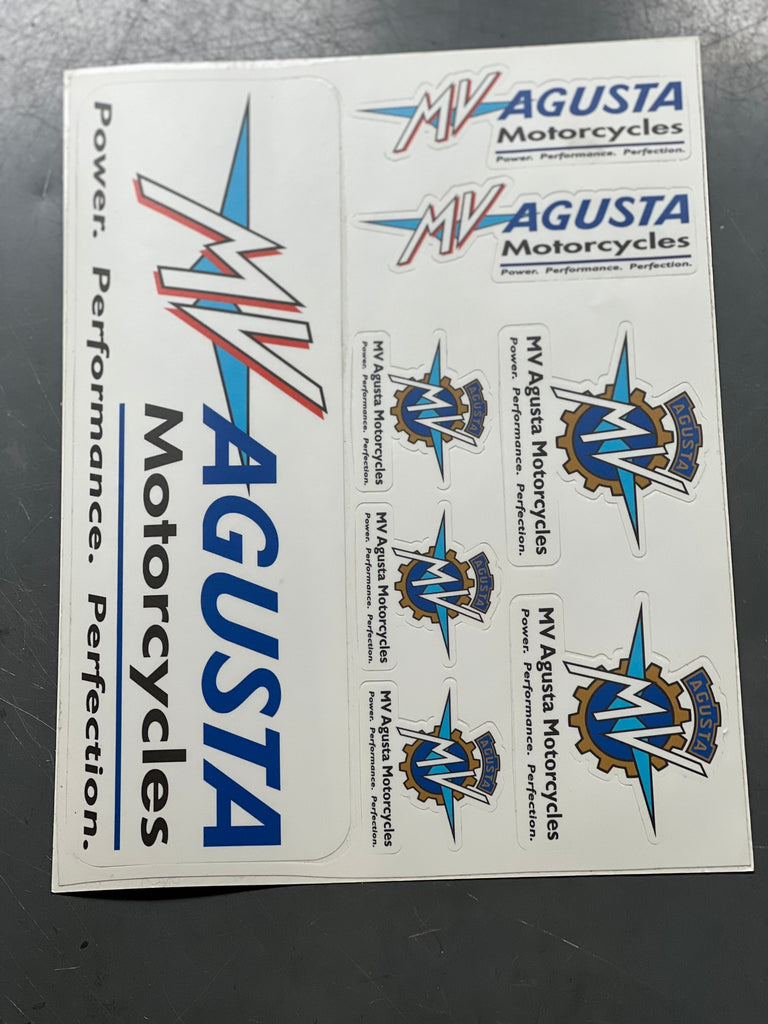 MV AGUSTA
Motorcycles
Power. Performance. Perfection.
MV AGUSTA
Motorcycles
Power. Performance. Perfection.
MV AGUSTA
Motorcycles
Power. Performance. Perfection.
AGUSTA
MV
MV Agusta Motorcycles
Power. Performance. Perfection.
AGUSTA
MV
MV Agusta Motorcycles
Power. Performance. Perfection.
AGUSTA
MV
MV Agusta Motorcycles
Power. Performance. Perfection.
AGUSTA
MV
MV Agusta Motorcycles
Power. Performance. Perfection.
AGUSTA
MV
MV Agusta Motorcycles
Power. Performance. Perfection.